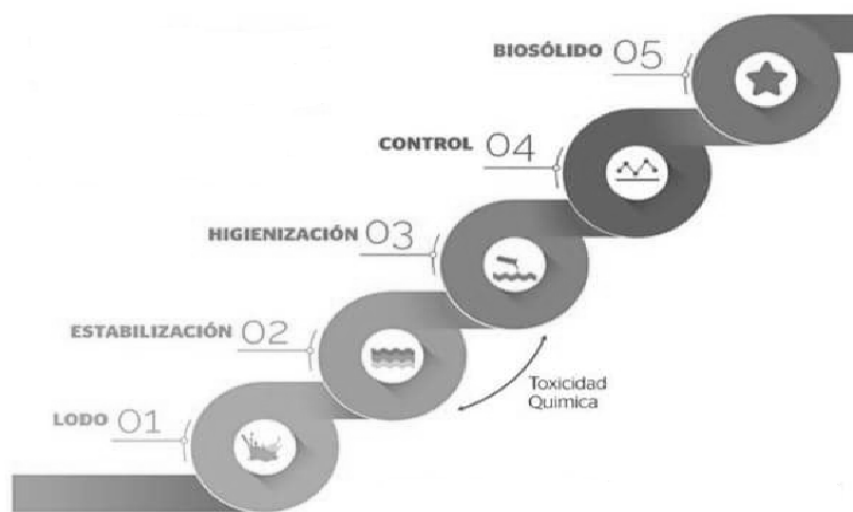 BIOSÓLIDO 05
CONTROL 04
HIGIENIZACIÓN 03
ESTABILIZACIÓN 02
Toxicidad
Quimica
LODO 01